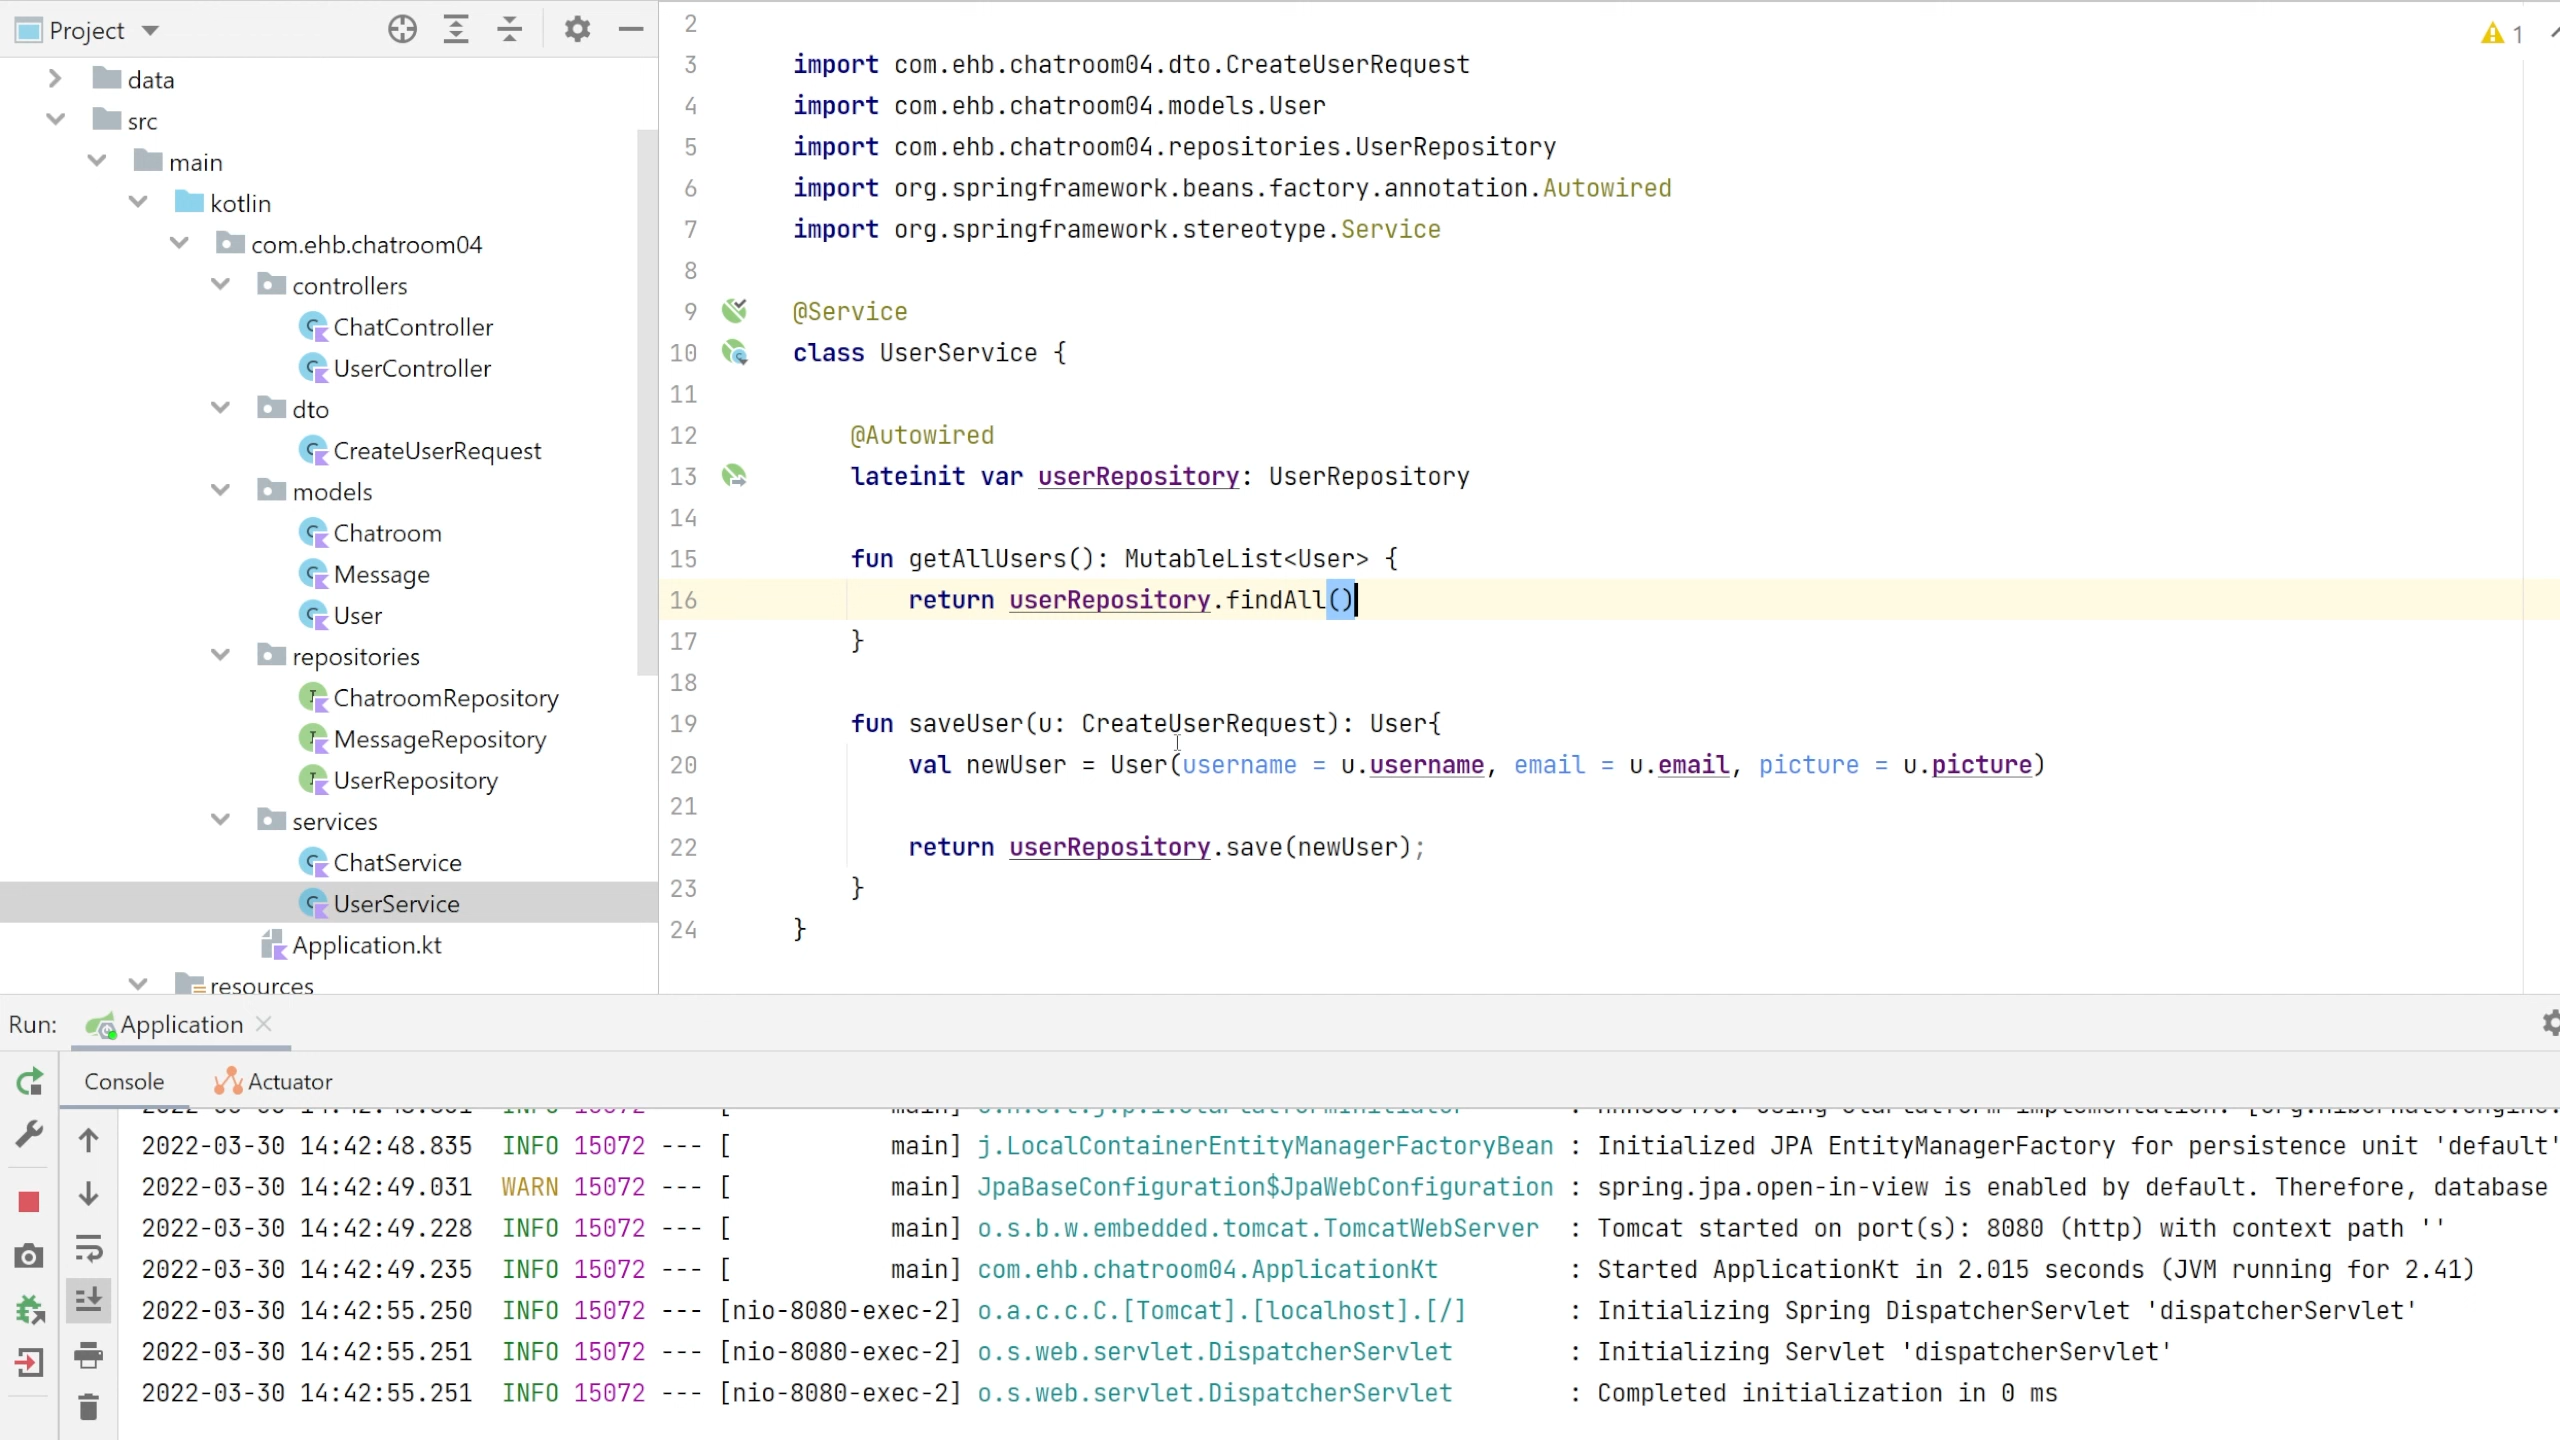 Project
data
src
main
kotlin
com.ehb.chatroom04
controllers
ChatController
UserController
dto
CreateUserRequest
models
Chatroom
Message
User
repositories
ChatroomRepository
MessageRepository
UserRepository
services
ChatService
UserService
Application.kt
resources
1
2
3 import com.ehb.chatroom04.dto.CreateUserRequest
4 import com.ehb.chatroom04.models.User
5 import com.ehb.chatroom04.repositories.UserRepository
6 import org.springframework.beans.factory.annotation.Autowired
7 import org.springframework.stereotype.Service
8
9 @Service
10 class UserService {
11
12 @Autowired
13 lateinit var userRepository: UserRepository
14
15 fun getAllUsers(): MutableList<User> {
16 return userRepository.findAll()
17 }
18
19 fun saveUser(u: CreateUserRequest): User{
20 val newUser = User(username = u.username, email = u.email, picture = u.picture)
21
22 return userRepository.save(newUser);
23 }
24 }
Run: Application
Console Actuator
2022-03-30 14:42:48.835 INFO 15072 --- [ main] j.LocalContainerEntityManagerFactoryBean : Initialized JPA EntityManagerFactory for persistence unit 'default'
2022-03-30 14:42:49.031 WARN 15072 --- [ main] JpaBaseConfiguration$JpaWebConfiguration : spring.jpa.open-in-view is enabled by default. Therefore, database
2022-03-30 14:42:49.228 INFO 15072 --- [ main] o.s.b.w.embedded.tomcat.TomcatWebServer : Tomcat started on port(s): 8080 (http) with context path ''
2022-03-30 14:42:49.235 INFO 15072 --- [ main] com.ehb.chatroom04.ApplicationKt : Started ApplicationKt in 2.015 seconds (JVM running for 2.41)
2022-03-30 14:42:55.250 INFO 15072 --- [nio-8080-exec-2] o.a.c.c.C.[Tomcat].[localhost].[/] : Initializing Spring DispatcherServlet 'dispatcherServlet'
2022-03-30 14:42:55.251 INFO 15072 --- [nio-8080-exec-2] o.s.web.servlet.DispatcherServlet : Initializing Servlet 'dispatcherServlet'
2022-03-30 14:42:55.251 INFO 15072 --- [nio-8080-exec-2] o.s.web.servlet.DispatcherServlet : Completed initialization in 0 ms